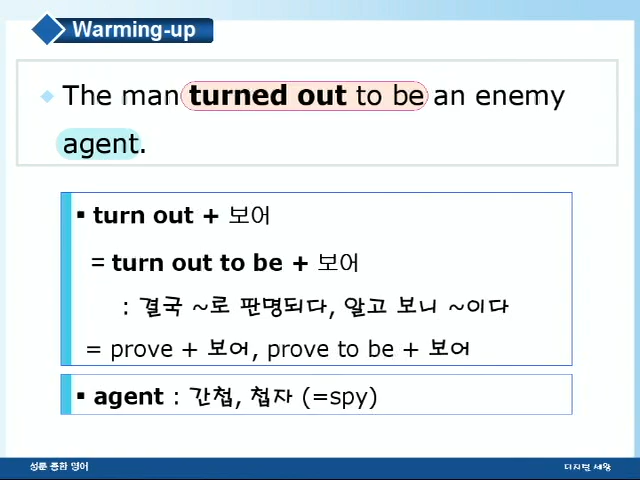 Warming-up
The man turned out to be an enemy
agent.
▪ turn out + 보어
= turn out to be + 보어
: 결국 ~로 판명되다, 알고 보니 ~이다
= prove + 보어, prove to be + 보어
▪ agent : 간첩, 첩자 (=spy)
성문 종합 영어
디지털 세왕